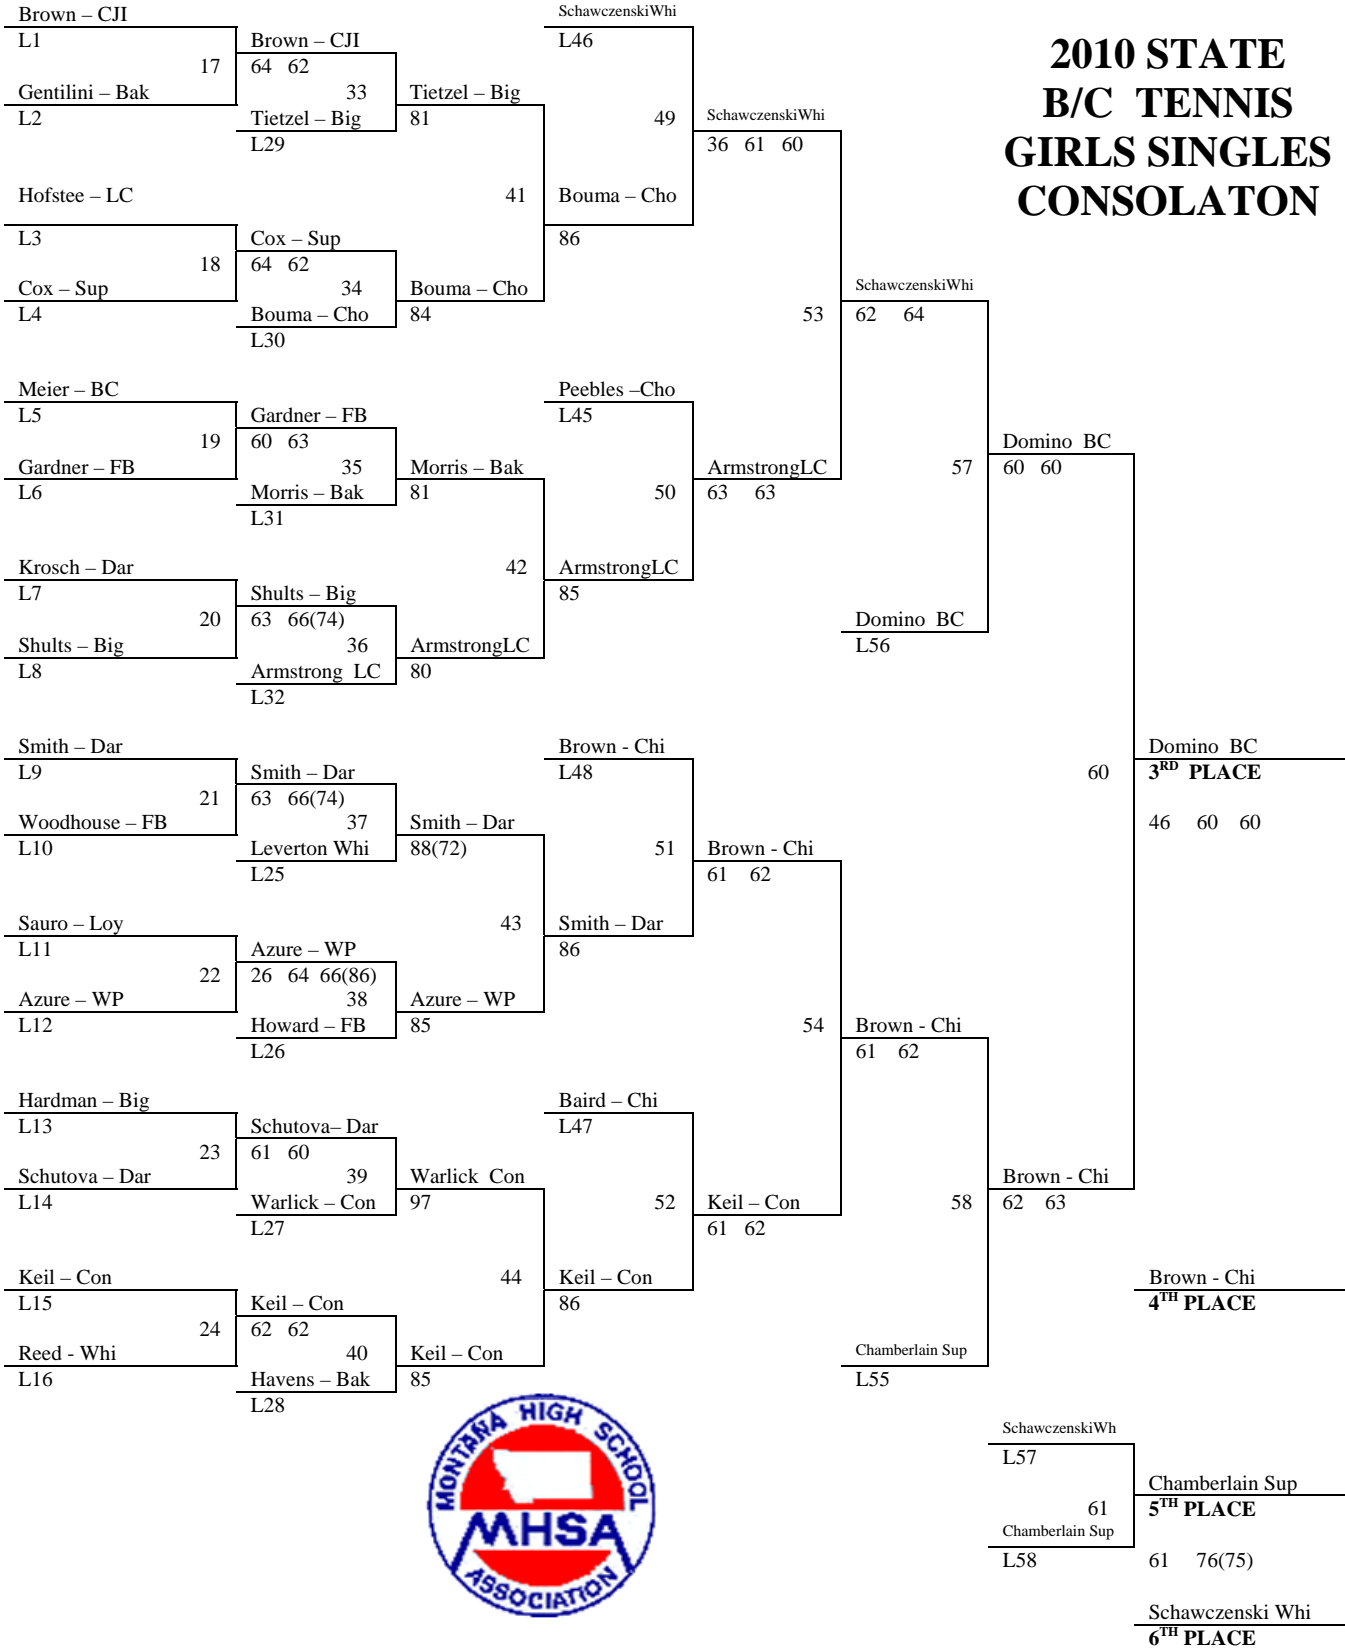 2010 STATE
B/C TENNIS
GIRLS SINGLES
CONSOLATON
Brown – CJI
L1
17
Gentilini – Bak
L2
Hofstee – LC
L3
18
Cox – Sup
L4
Meier – BC
L5
19
Gardner – FB
L6
Krosch – Dar
L7
20
Shults – Big
L8
Smith – Dar
L9
21
Woodhouse – FB
L10
Sauro – Loy
L11
22
Azure – WP
L12
Hardman – Big
L13
23
Schutova – Dar
L14
Keil – Con
L15
24
Reed - Whi
L16
Brown – CJI
64 62
33
Tietzel – Big
L29
Cox – Sup
64 62
34
Bouma – Cho
L30
Gardner – FB
60 63
35
Morris – Bak
L31
Shults – Big
63 66(74)
36
Armstrong LC
L32
Smith – Dar
63 66(74)
37
Leverton Whi
L25
Azure – WP
26 64 66(86)
38
Howard – FB
L26
Schutova– Dar
61 60
39
Warlick – Con
L27
Keil – Con
62 62
40
Havens – Bak
L28
Tietzel – Big
81
41
Bouma – Cho
84
Morris – Bak
81
42
ArmstrongLC
80
Smith – Dar
88(72)
43
Azure – WP
85
Warlick Con
97
44
Keil – Con
85
SchawczenskiWhi
L46
49
Bouma – Cho
86
Peebles –Cho
L45
50
ArmstrongLC
85
Brown - Chi
L48
51
Smith – Dar
86
Baird – Chi
L47
52
Keil – Con
86
SchawczenskiWhi
36 61 60
53
ArmstrongLC
63 63
Brown - Chi
61 62
54
Keil – Con
61 62
SchawczenskiWhi
62 64
57
Domino BC
L56
Brown - Chi
61 62
58
Chamberlain Sup
L55
Domino BC
60 60
60
Brown - Chi
62 63
Domino BC
3RD PLACE
46 60 60
Brown - Chi
4TH PLACE
SchawczenskiWh
L57
61
Chamberlain Sup
L58
Chamberlain Sup
5TH PLACE
61 76(75)
Schawczenski Whi
6TH PLACE
MONTANA HIGH SCHOOL
MHSA
ASSOCIATION